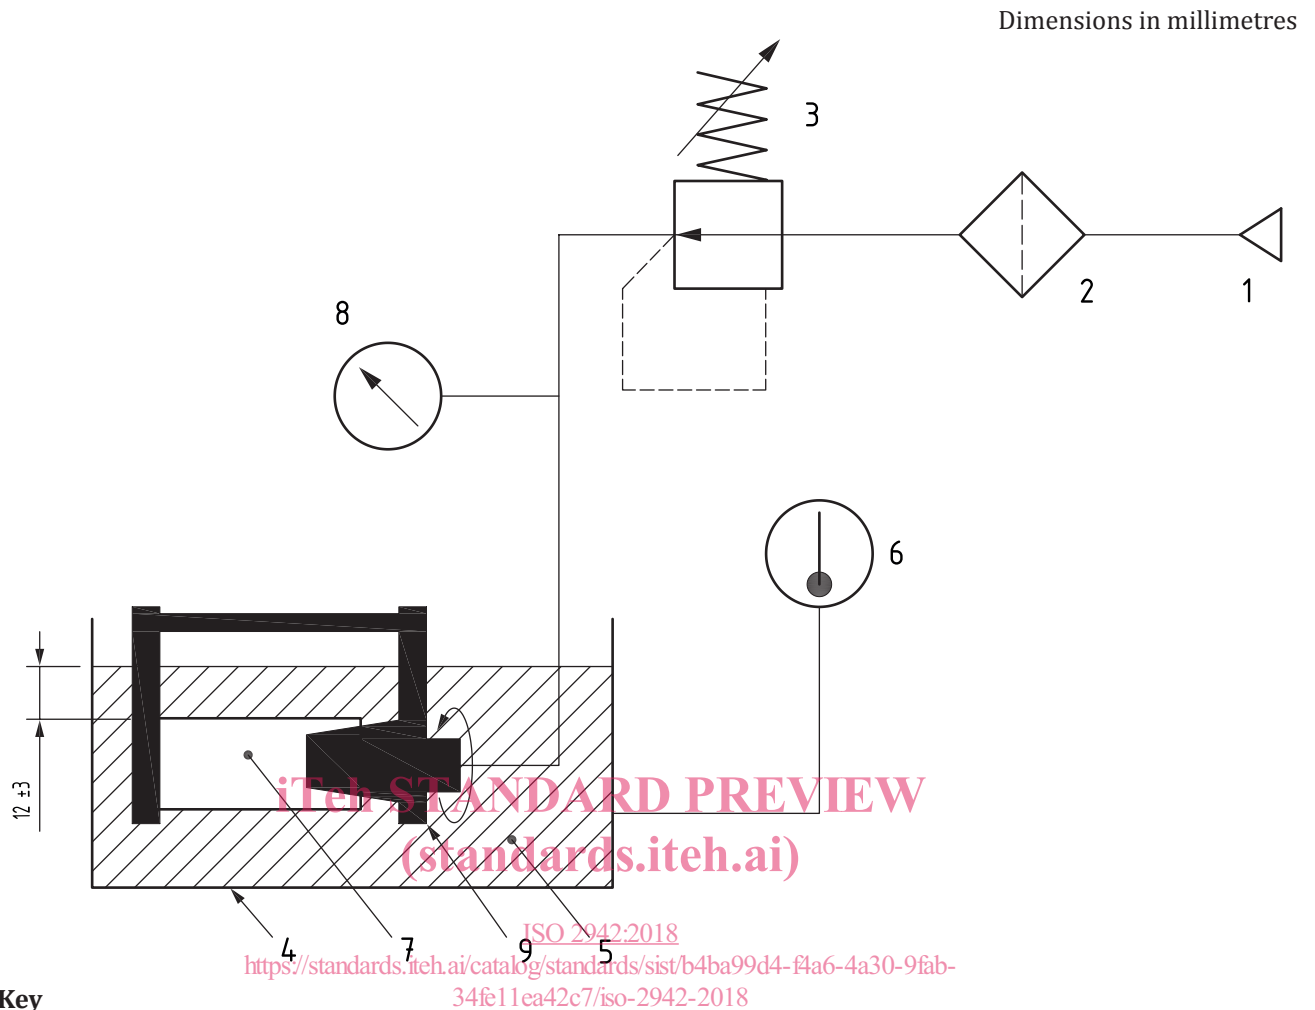 Dimensions in millimetres
3
2
1
8
6
12 ±3
iTeh STANDARD PREVIEW
(standards.iteh.ai)
4
7
9
5
ISO 2942:2018
https://standards.iteh.ai/catalog/standards/sist/b4ba99d4-f4a6-4a30-9fab-
34fe11ea42c7/iso-2942-2018
Key